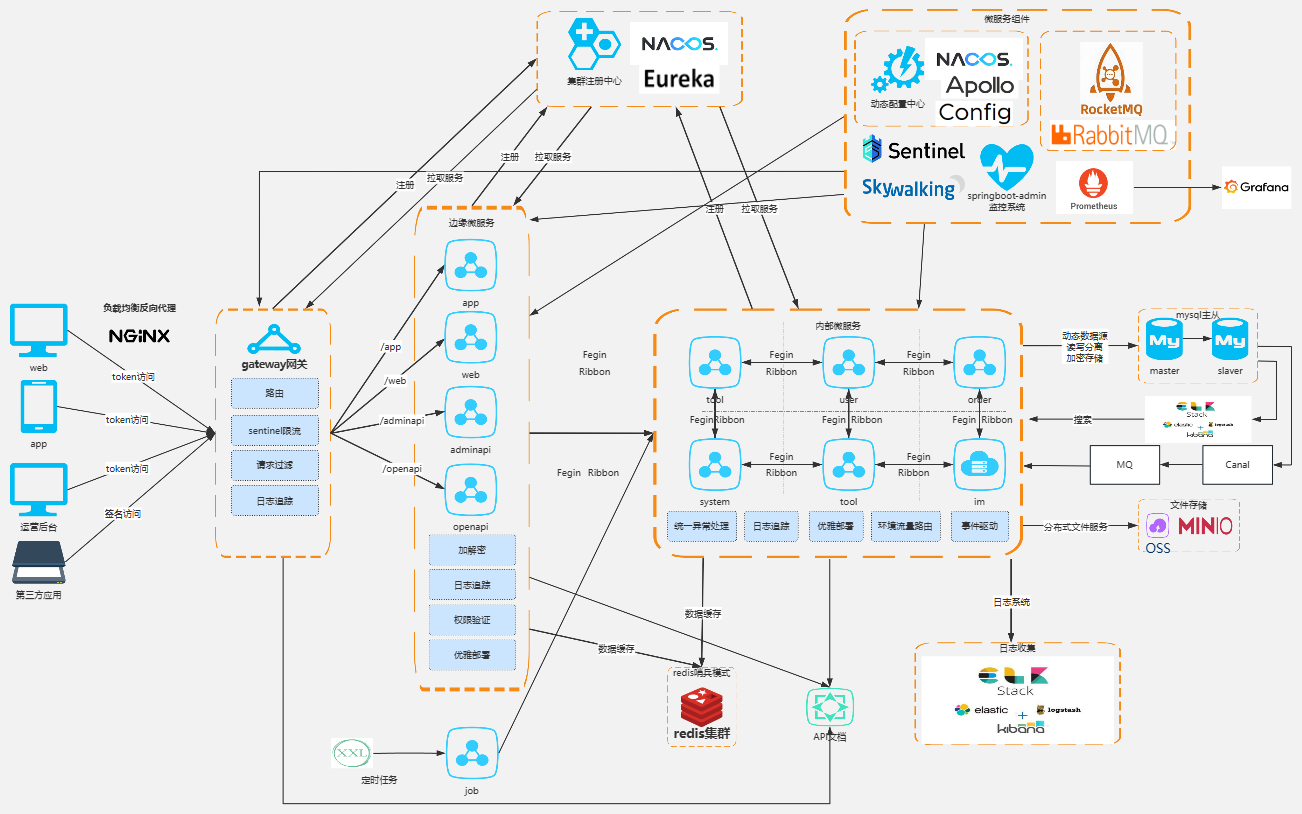 微服务组件
NACOS.
Eureka
集群注册中心
NACOS.
Apollo
Config
动态配置中心
RocketMQ
RabbitMQ
Sentinel
Skywalking
springboot-admin
监控系统
Prometheus
Grafana
注册
拉取服务
注册
拉取服务
注册
拉取服务
边缘微服务
app
web
adminapi
openapi
加解密
日志追踪
权限验证
优雅部署
负载均衡反向代理
NGINX
web
app
运营后台
第三方应用
token访问
token访问
token访问
签名访问
gateway网关
路由
sentinel限流
请求过滤
日志追踪
/app
/web
/adminapi
/openapi
Fegin
Ribbon
Fegin Ribbon
内部微服务
tool
Fegin
Ribbon
user
Fegin
Ribbon
order
FeginRibbon
Fegin Ribbon
Fegin Ribbon
system
Fegin
Ribbon
tool
Fegin
Ribbon
im
统一异常处理
日志追踪
优雅部署
环境流量路由
事件驱动
动态数据源
读写分离
加密存储
mysql主从
My
My
master
slaver
搜索
Stack
elastic
logstash
kibana
MQ
Canal
分布式文件服务
文件存储
OSS
MINIO
数据缓存
数据缓存
redis哨兵模式
redis集群
API文档
日志系统
日志收集
Stack
elastic
logstash
kibana
XXL
定时任务
job